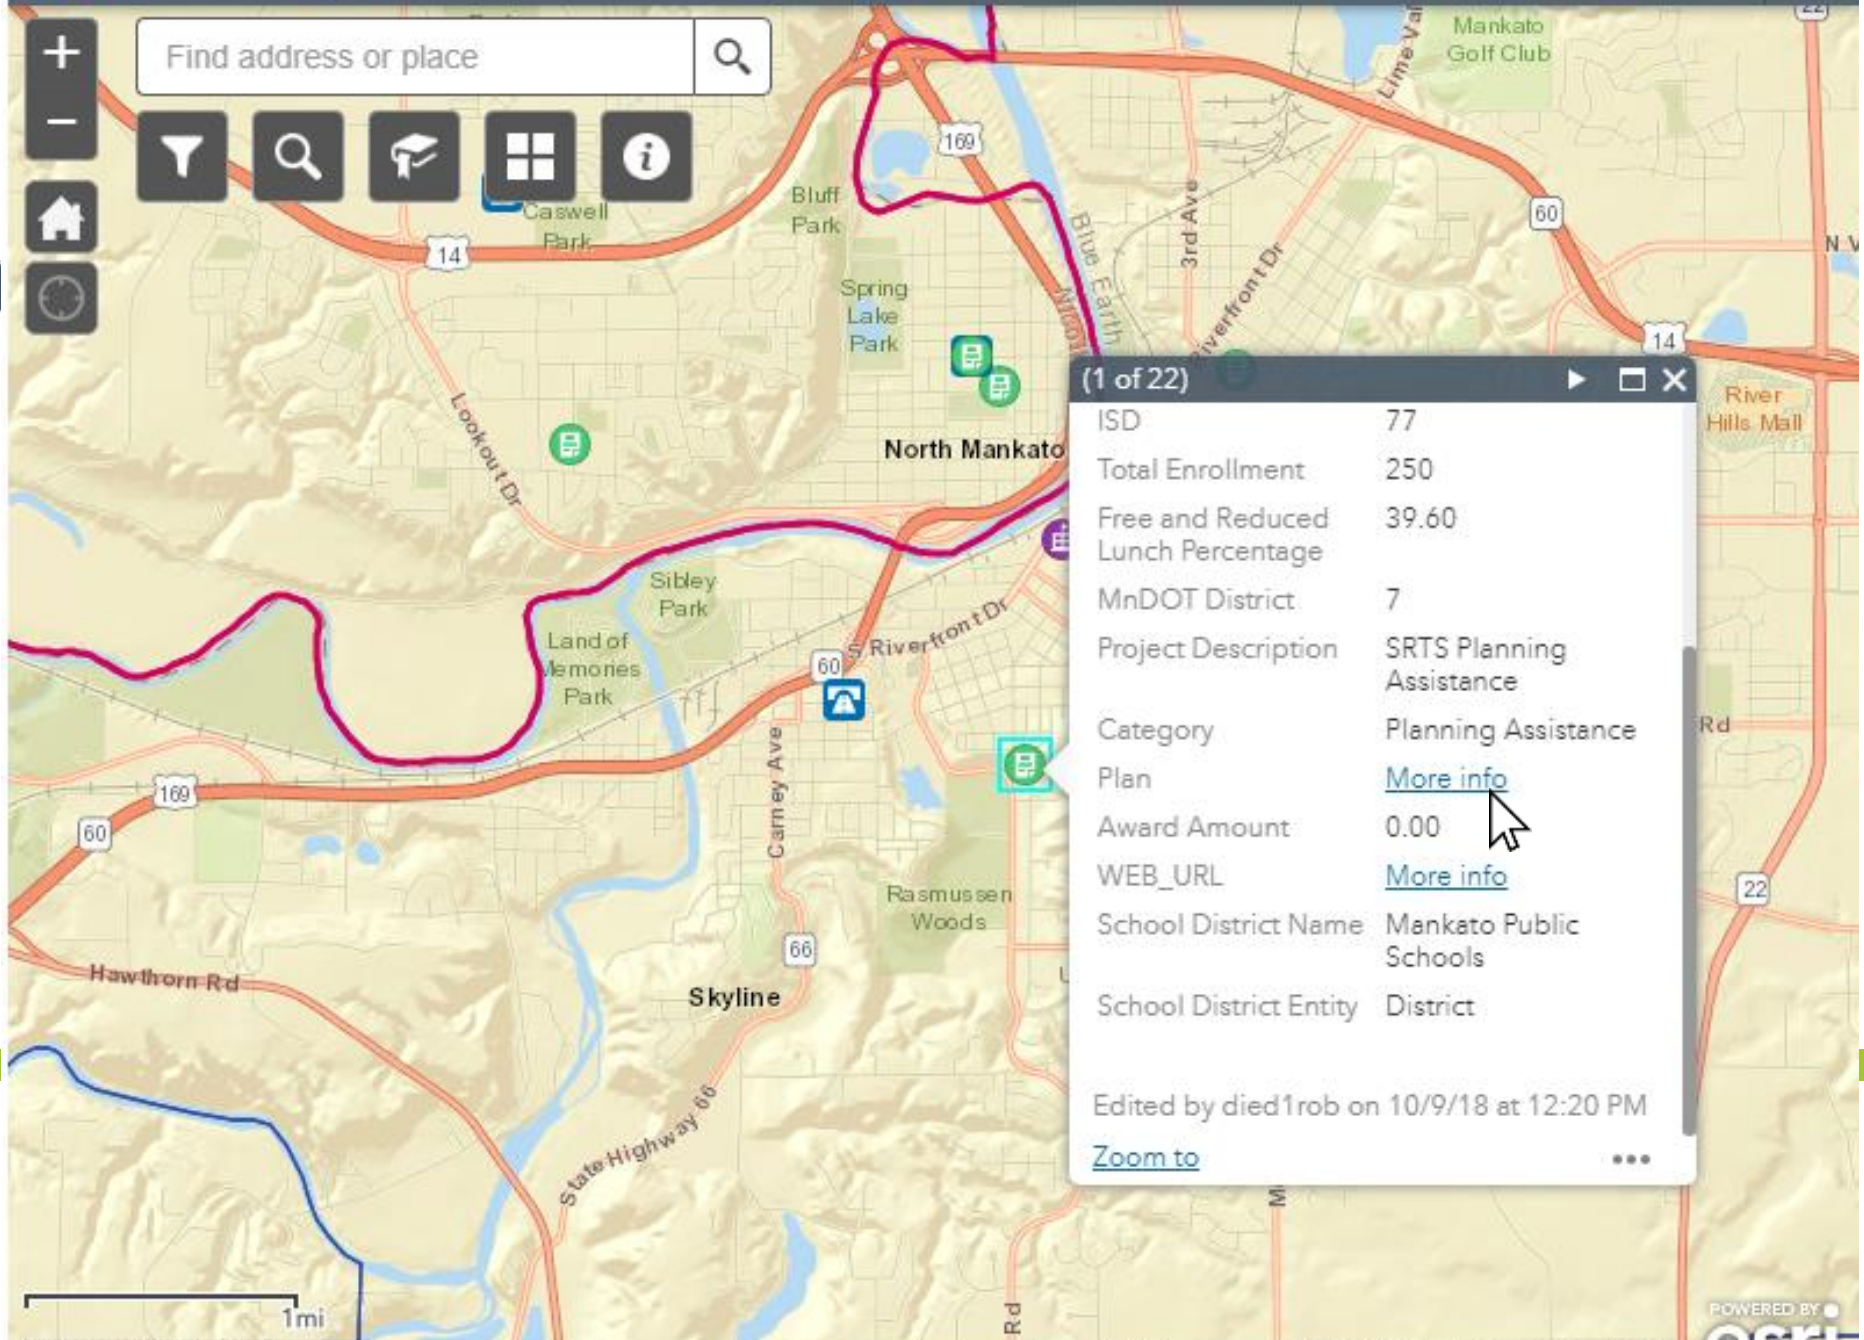 22
Mankato
Golf Club
Find address or place
Lime Val
169
Bluff
Park
Caswell
Park
14
60
3rd Ave
Blue Earth
Riverfront Dr
N V
Spring
Lake
Park
14
(1 of 22)
River
Hills Mall
Lookout Dr
North Mankato
ISD 77
Total Enrollment 250
Free and Reduced 39.60
Lunch Percentage
MnDOT District 7
Project Description SRTS Planning
Assistance
Category Planning Assistance
Plan More info
Award Amount 0.00
WEB_URL More info
School District Name Mankato Public
Schools
School District Entity District
Edited by died1rob on 10/9/18 at 12:20 PM
Zoom to
Sibley
Park
Land of
Memories
Park
S Riverfront Dr
60
Rd
Carney Ave
169
60
22
Rasmussen
Woods
66
Hawthorn Rd
Skyline
State Highway 66
Rd
1mi
POWERED BY
esri